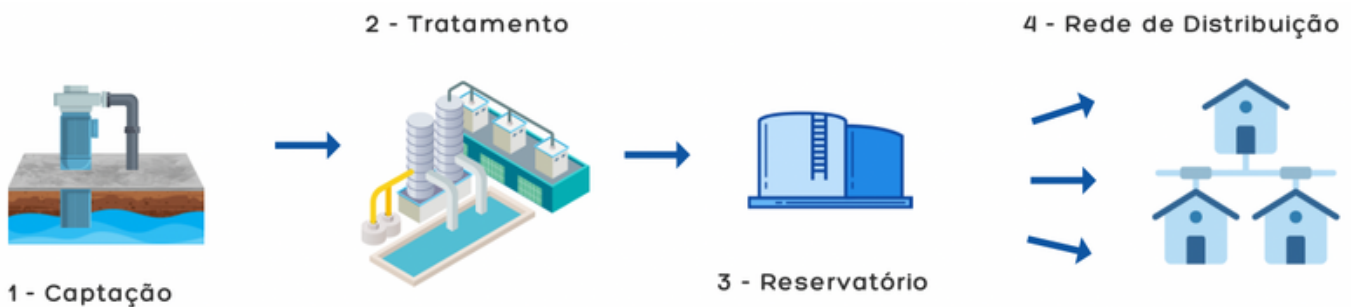 1 - Captação
2 - Tratamento
3 - Reservatório
4 - Rede de Distribuição